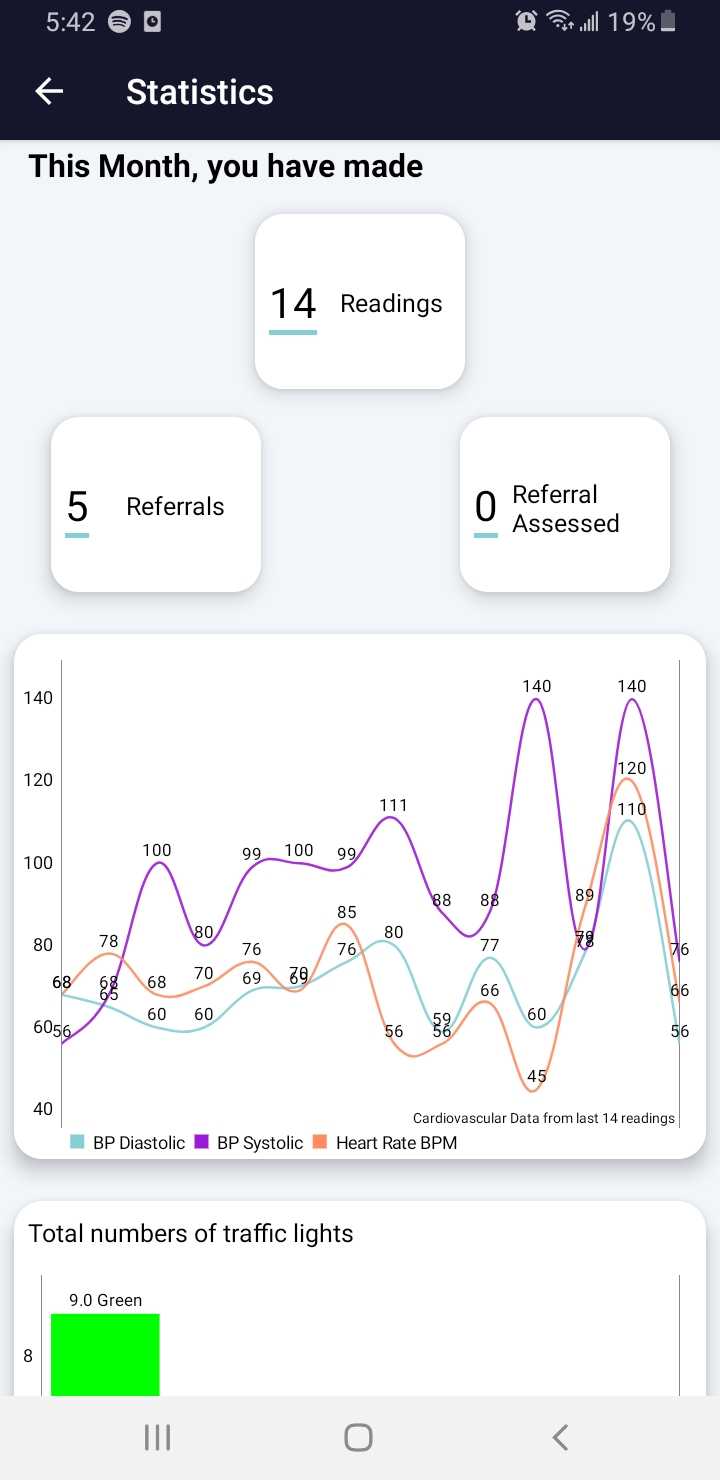 5:42 19%
Statistics
This Month, you have made
14 Readings
5 Referrals
0 Referral
Assessed
140 140
140
120
120 110
111
100 99 100 99
100
88 88 89
85
80 78 80 76 80 77 79 78 76
68 68 65 68 70 69 70 69 76 66 66
60 56 60 60 59 60
56 56 56
45
40
Cardiovascular Data from last 14 readings
BP Diastolic BP Systolic Heart Rate BPM
Total numbers of traffic lights
9.0 Green
8